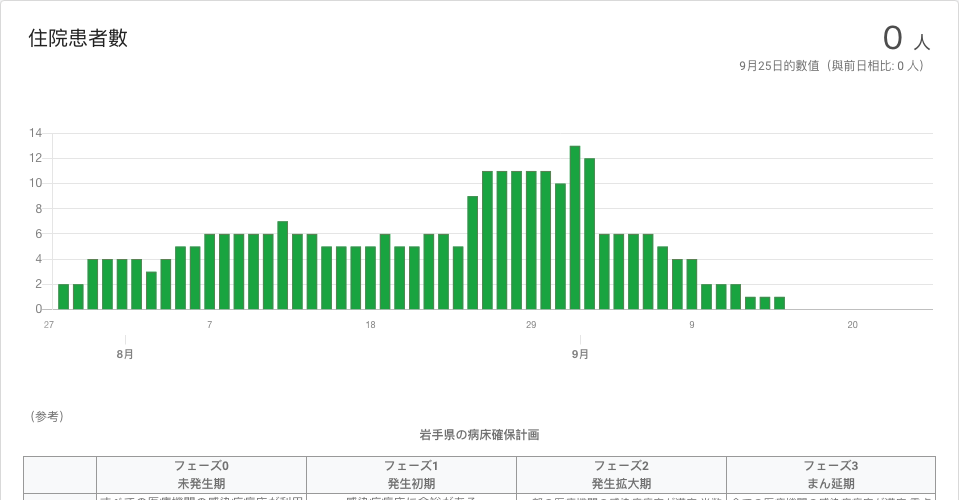 住院患者數
0 人
9月25日的數值（與前日相比: 0 人）
14
12
10
8
6
4
2
0
27 7 18 29 9 20
8月 9月
(参考)
岩手県の病床確保計画
フェーズ0 フェーズ1 フェーズ2 フェーズ3
未発生期 発生初期 発生拡大期 まん延期